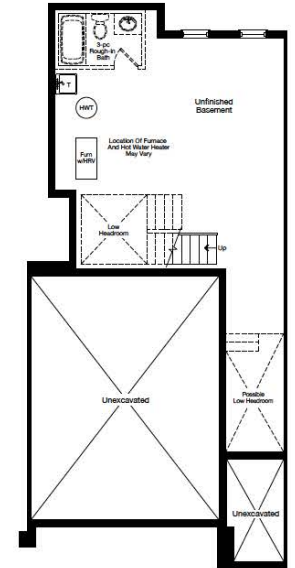 3-pc
Rough-in
Bath
T
HWT
Unfinished
Basement
Furn
w/HRV
Location Of Furnace
And Hot Water Heater
May Vary
Low
Headroom
Up
Possible
Low Headroom
Unexcavated
Unexcavated